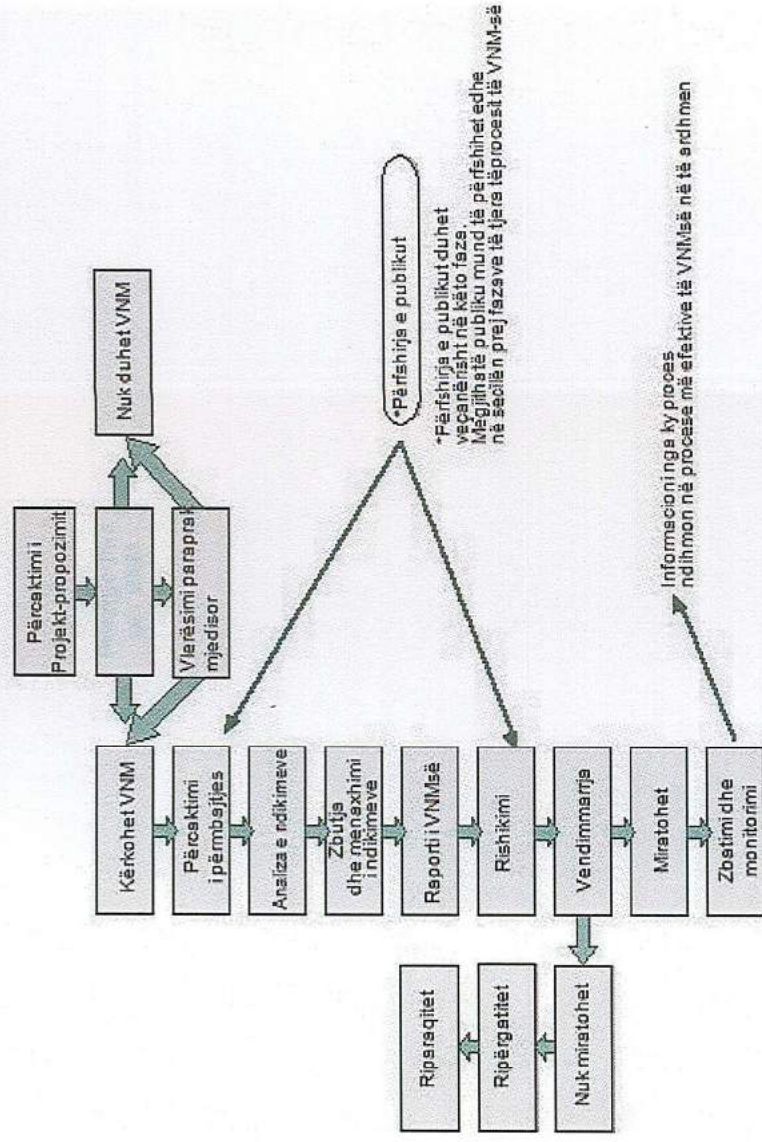 Përcaktimi i
Projekt-propozimit
Nuk duhet VNM
Vlerësimi paraprak
mjedisor
Kërkohet VNM
Përcaktimi
i përmbajtjes
Analiza e ndikimeve
Zbutja
dhe menaxhimi
i ndikimeve
Raporti i VNMsë
Rishikimi
Vendimmarrja
Miratohet
Zbatimi dhe
monitorimi
Nuk miratohet
Ripërgatitet
Riparaqitet
*Përfshirja e publikut
*Përfshirja e publikut duhet
veçanërisht në këto faza.
Megjithatë publiku mund të përfshihet edhe
në secilën prej fazave të tjera tëprocesit të VNM-së
Informacioni nga ky proces
ndihmon në procese më efektive të VNMsë në të ardhmen